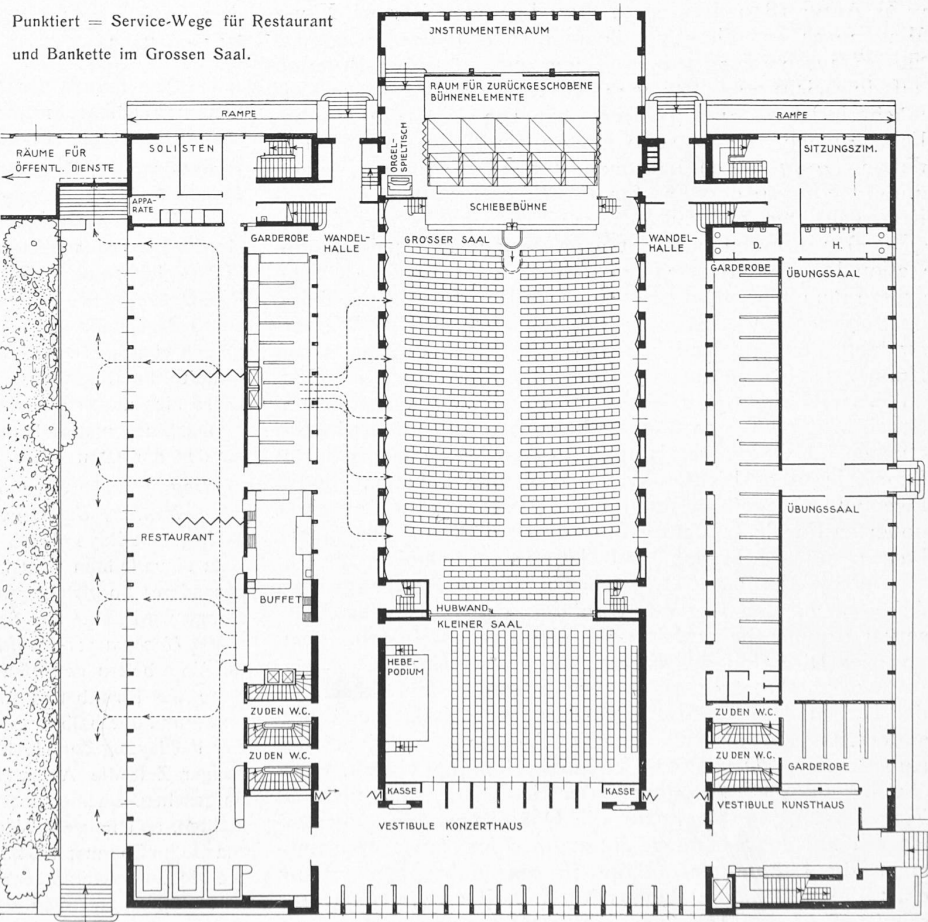 Punktiert = Service-Wege für Restaurant
und Bankette im Grossen Saal.
JNSTRUMENTENRAUM
RAUM FÜR ZURÜCKGESCHOBENE
BÜHNENELEMENTE
RAMPE
RAMPE
RÄUME FÜR
ÖFFENTL. DIENSTE
SOLISTEN
ORGEL-
SPIELTISCH
SITZUNGSZIM.
APPA-
RATE
SCHIEBEBÜHNE
GARDEROBE
WANDEL-
HALLE
GROSSER SAAL
WANDEL-
HALLE
D.
H.
GARDEROBE
ÜBUNGSSAAL
ÜBUNGSSAAL
RESTAURANT
BUFFET
HUBWAND
KLEINER SAAL
HEBE-
PODIUM
ZU DEN W.C.
ZU DEN W.C.
ZU DEN W.C.
ZU DEN W.C.
GARDEROBE
KASSE
KASSE
VESTIBULE KONZERTHAUS
VESTIBULE KUNSTHAUS